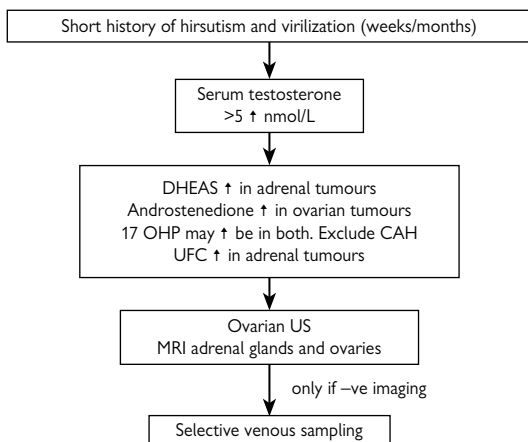 Short history of hirsutism and virilization (weeks/months)
Serum testosterone
>5 ↑ nmol/L
DHEAS ↑ in adrenal tumours
Androstenedione ↑ in ovarian tumours
17 OHP may ↑ be in both. Exclude CAH
UFC ↑ in adrenal tumours
Ovarian US
MRI adrenal glands and ovaries
only if –ve imaging
Selective venous sampling